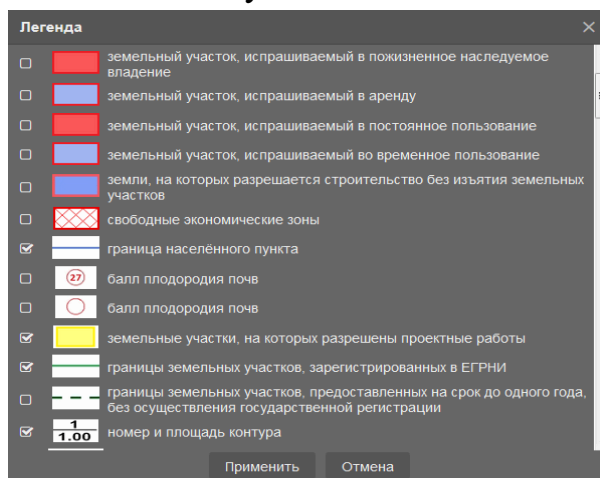 Легенда
земельный участок, испрашиваемый в пожизненное наследуемое
владение
земельный участок, испрашиваемый в аренду
земельный участок, испрашиваемый в постоянное пользование
земельный участок, испрашиваемый во временное пользование
земли, на которых разрешается строительство без изъятия земельных
участков
свободные экономические зоны
граница населённого пункта
27 балл плодородия почв
балл плодородия почв
земельные участки, на которых разрешены проектные работы
границы земельных участков, зарегистрированных в ЕГРНИ
границы земельных участков, предоставленных на срок до одного года,
без осуществления государственной регистрации
1
1.00 номер и площадь контура
Применить Отмена